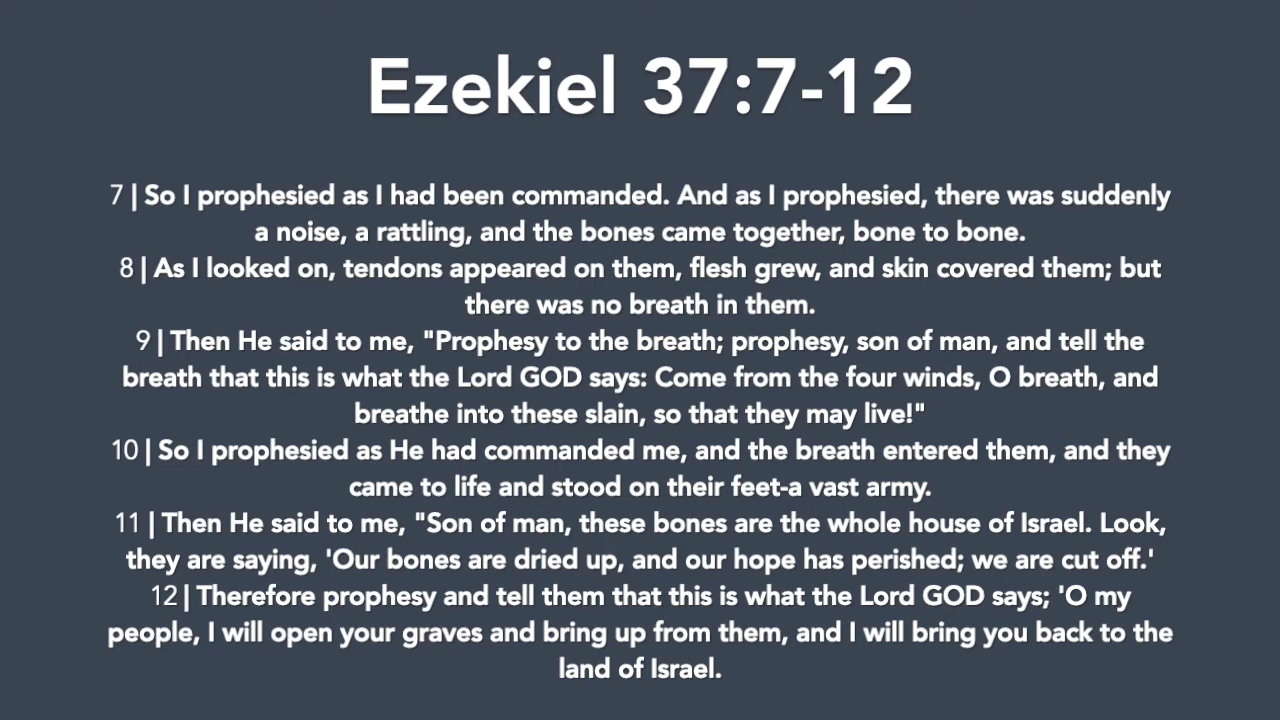 Ezekiel 37:7-12
7 | So I prophesied as I had been commanded. And as I prophesied, there was suddenly
a noise, a rattling, and the bones came together, bone to bone.
8 | As I looked on, tendons appeared on them, flesh grew, and skin covered them; but
there was no breath in them.
9 | Then He said to me, "Prophesy to the breath; prophesy, son of man, and tell the
breath that this is what the Lord GOD says: Come from the four winds, O breath, and
breathe into these slain, so that they may live!"
10 | So I prophesied as He had commanded me, and the breath entered them, and they
came to life and stood on their feet-a vast army.
11 | Then He said to me, "Son of man, these bones are the whole house of Israel. Look,
they are saying, 'Our bones are dried up, and our hope has perished; we are cut off.'
12 | Therefore prophesy and tell them that this is what the Lord GOD says; 'O my
people, I will open your graves and bring up from them, and I will bring you back to the
land of Israel.